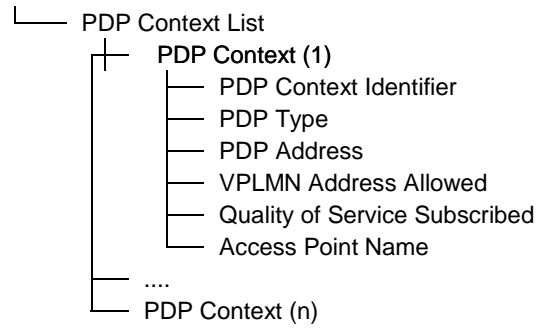 PDP Context List
PDP Context (1)
PDP Context Identifier
PDP Type
PDP Address
VPLMN Address Allowed
Quality of Service Subscribed
Access Point Name
....
PDP Context (n)